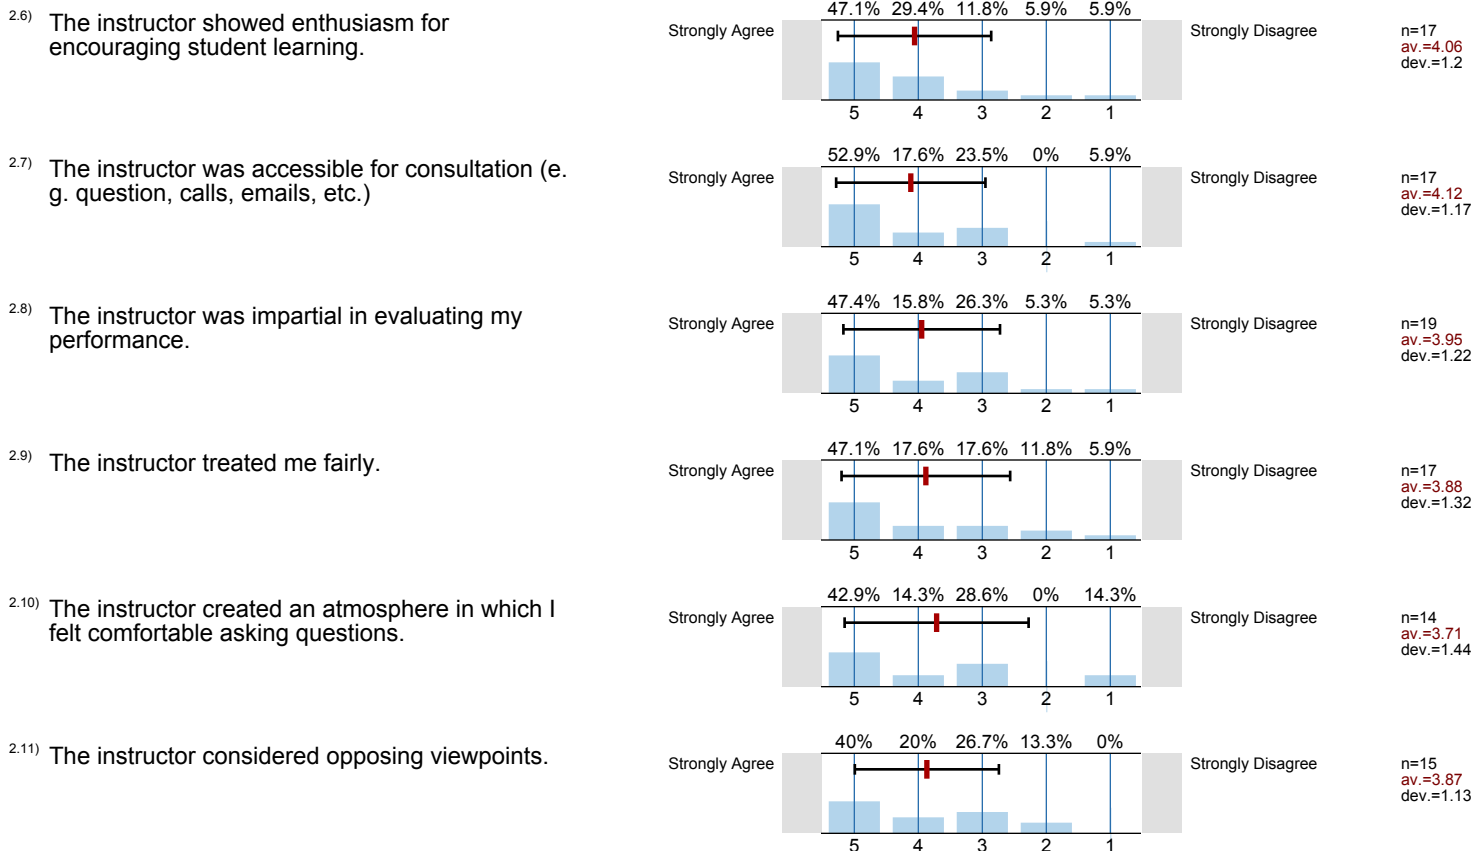 47.1% 29.4% 11.8% 5.9% 5.9%
2.6) The instructor showed enthusiasm for
encouraging student learning.
Strongly Agree
Strongly Disagree
n=17
av.=4.06
dev.=1.2
5 4 3 2 1
52.9% 17.6% 23.5% 0% 5.9%
2.7) The instructor was accessible for consultation (e.
g. question, calls, emails, etc.)
Strongly Agree
Strongly Disagree
n=17
av.=4.12
dev.=1.17
5 4 3 2 1
47.4% 15.8% 26.3% 5.3% 5.3%
2.8) The instructor was impartial in evaluating my
performance.
Strongly Agree
Strongly Disagree
n=19
av.=3.95
dev.=1.22
5 4 3 2 1
47.1% 17.6% 17.6% 11.8% 5.9%
2.9) The instructor treated me fairly.
Strongly Agree
Strongly Disagree
n=17
av.=3.88
dev.=1.32
5 4 3 2 1
42.9% 14.3% 28.6% 0% 14.3%
2.10) The instructor created an atmosphere in which I
felt comfortable asking questions.
Strongly Agree
Strongly Disagree
n=14
av.=3.71
dev.=1.44
5 4 3 2 1
40% 20% 26.7% 13.3% 0%
2.11) The instructor considered opposing viewpoints.
Strongly Agree
Strongly Disagree
n=15
av.=3.87
dev.=1.13
5 4 3 2 1